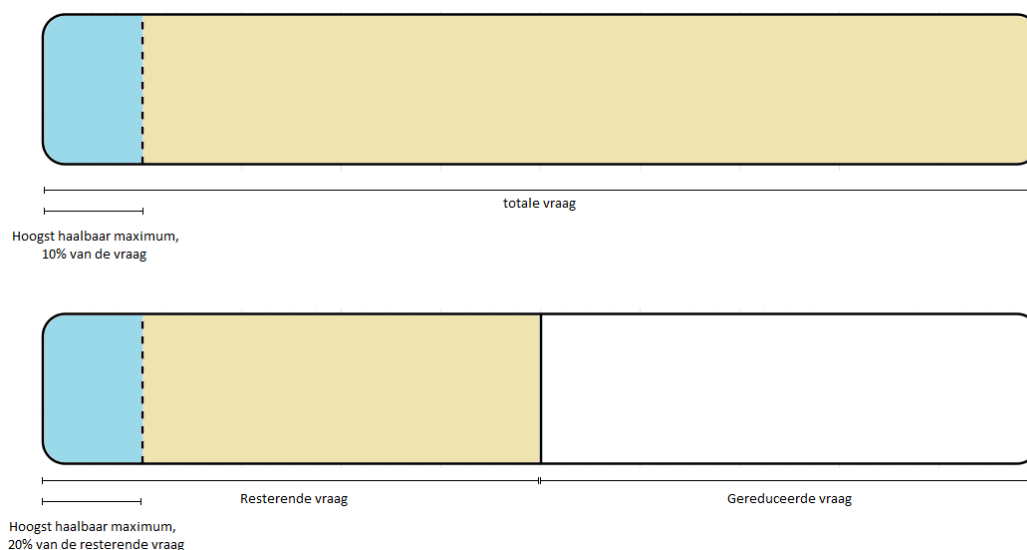 totale vraag
Hoogst haalbaar maximum,
10% van de vraag
Resterende vraag
Gereduceerde vraag
Hoogst haalbaar maximum,
20% van de resterende vraag